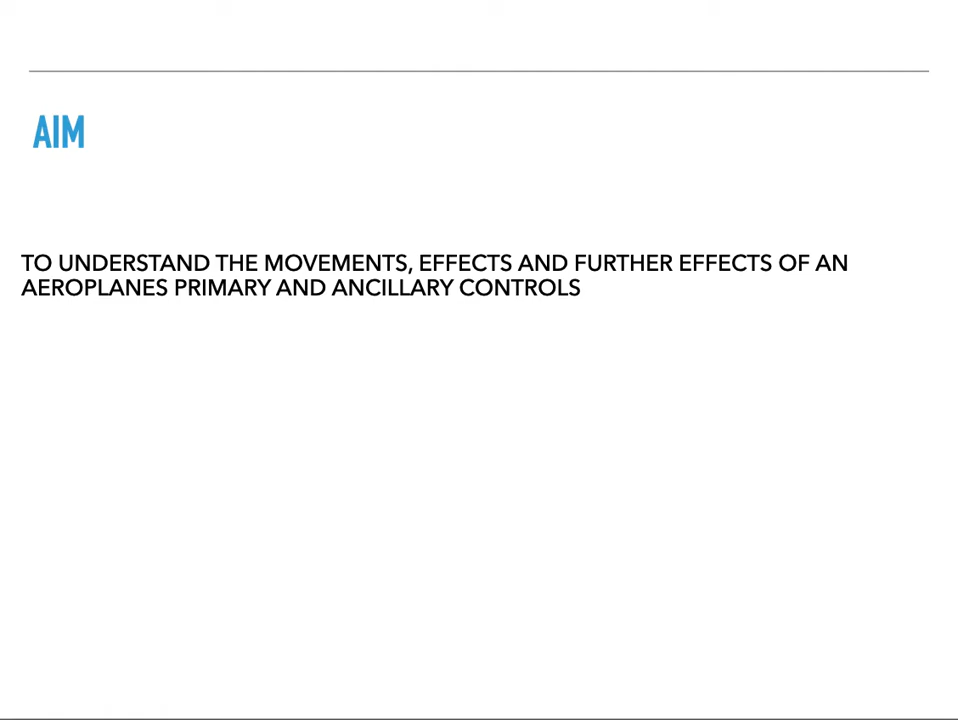 AIM
TO UNDERSTAND THE MOVEMENTS, EFFECTS AND FURTHER EFFECTS OF AN
AEROPLANES PRIMARY AND ANCILLARY CONTROLS